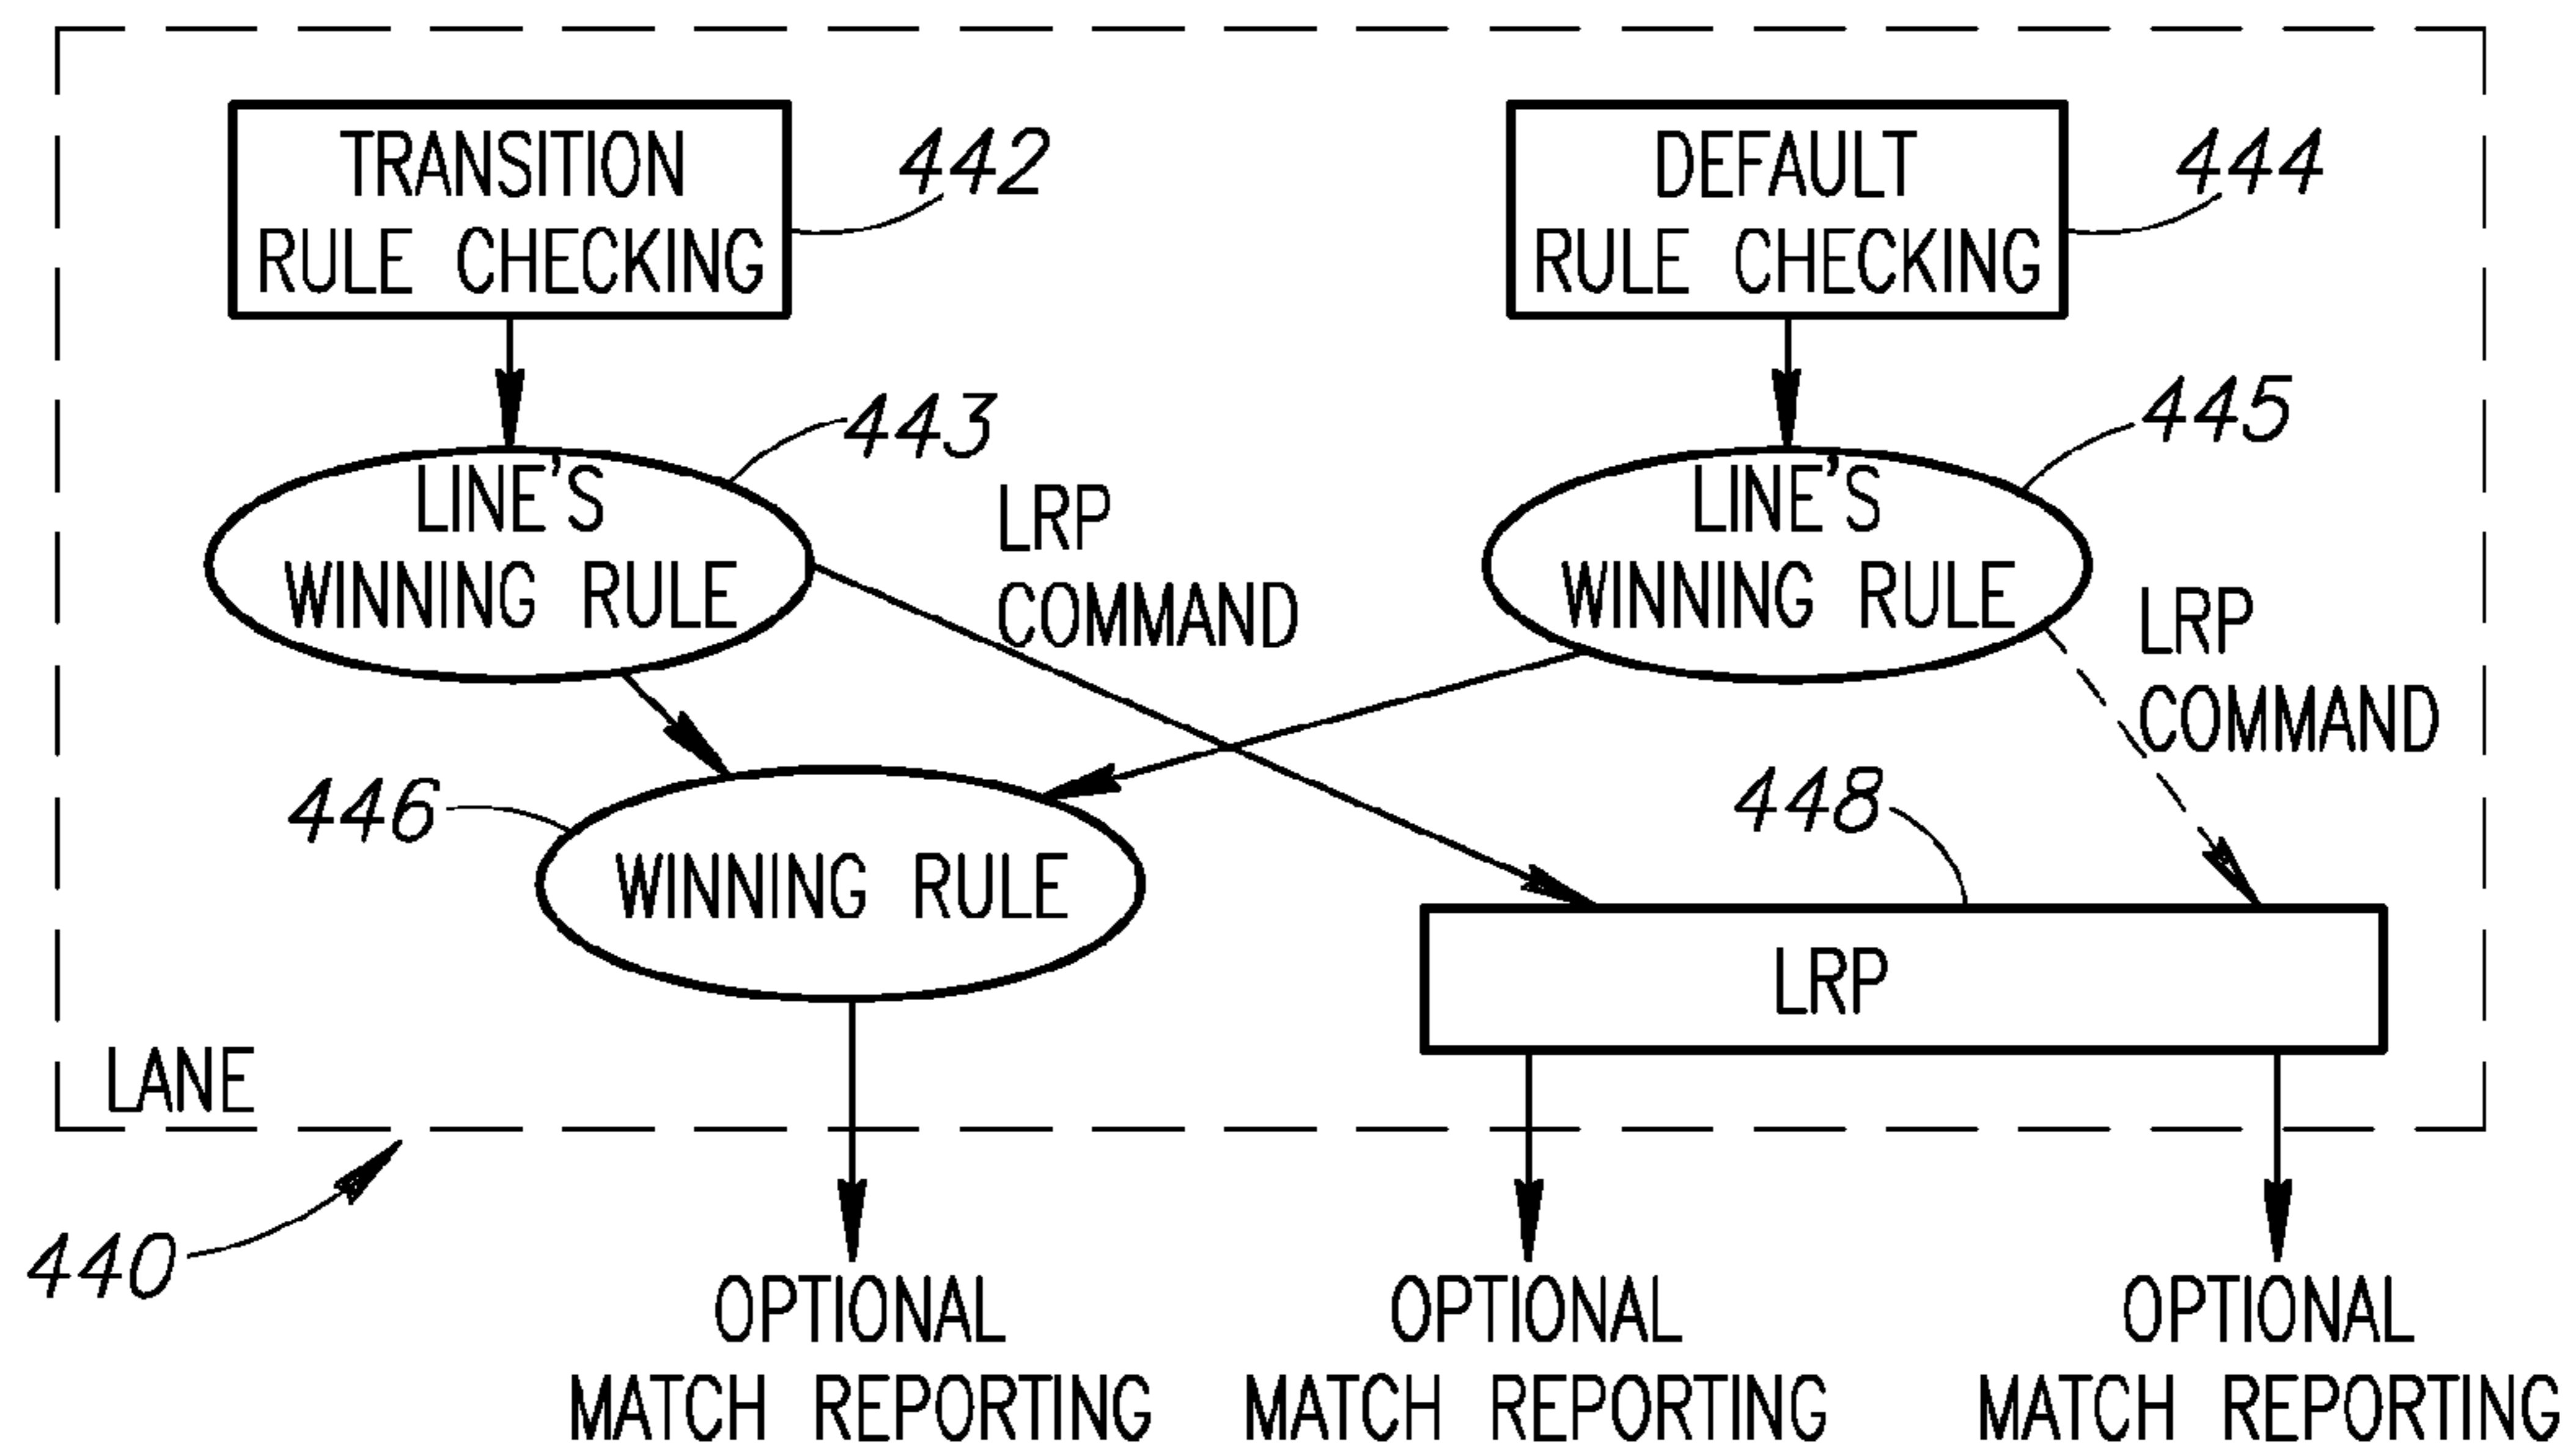 TRANSITION
RULE CHECKING
442
DEFAULT
RULE CHECKING
444
LINE'S
WINNING RULE
443
LRP
COMMAND
LINE'S
WINNING RULE
445
LRP
COMMAND
446
WINNING RULE
448
LRP
LANE
440
OPTIONAL
MATCH REPORTING
OPTIONAL
MATCH REPORTING
OPTIONAL
MATCH REPORTING